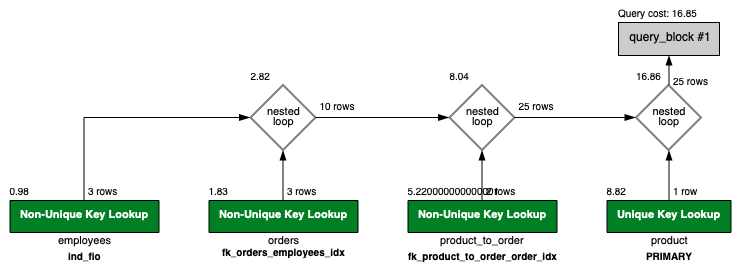 Query cost: 16.85
query_block #1
2.82
8.04
16.86
25 rows
nested
loop
10 rows
nested
loop
25 rows
nested
loop
0.98
3 rows
1.83
3 rows
2 rows
8.82
1 row
Non-Unique Key Lookup
Non-Unique Key Lookup
Non-Unique Key Lookup
Unique Key Lookup
employees
orders
product_to_order
product
ind_fio
fk_orders_employees_idx
fk_product_to_order_order_idx
PRIMARY